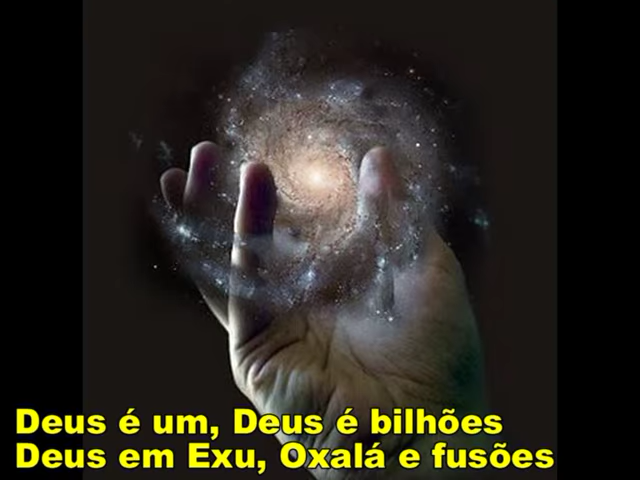 Deus é um, Deus é bilhões
Deus em Exu, Oxalá e fusões